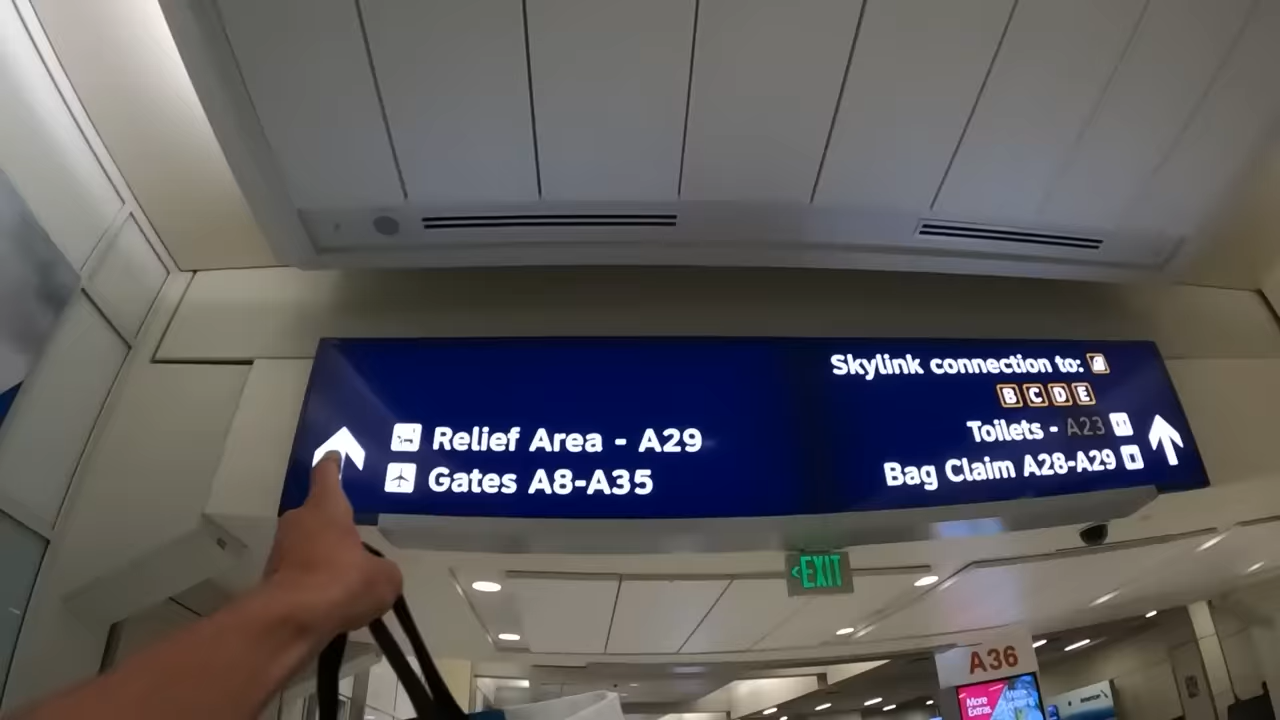 Relief Area - A29
Gates A8-A35
Skylink connection to:
B C D E
Toilets - A23
Bag Claim A28-A29
<EXIT
A36
More
Extras.